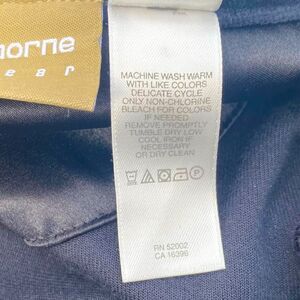 horne
ear
MACHINE WASH WARM
WITH LIKE COLORS
DELICATE CYCLE
ONLY NON-CHLORINE
BLEACH FOR COLORS
IF NEEDED
REMOVE PROMPTLY
TUMBLE DRY LOW
COOL IRON IF
NECESSARY
OR DRY CLEAN
RN 52002
CA 16396